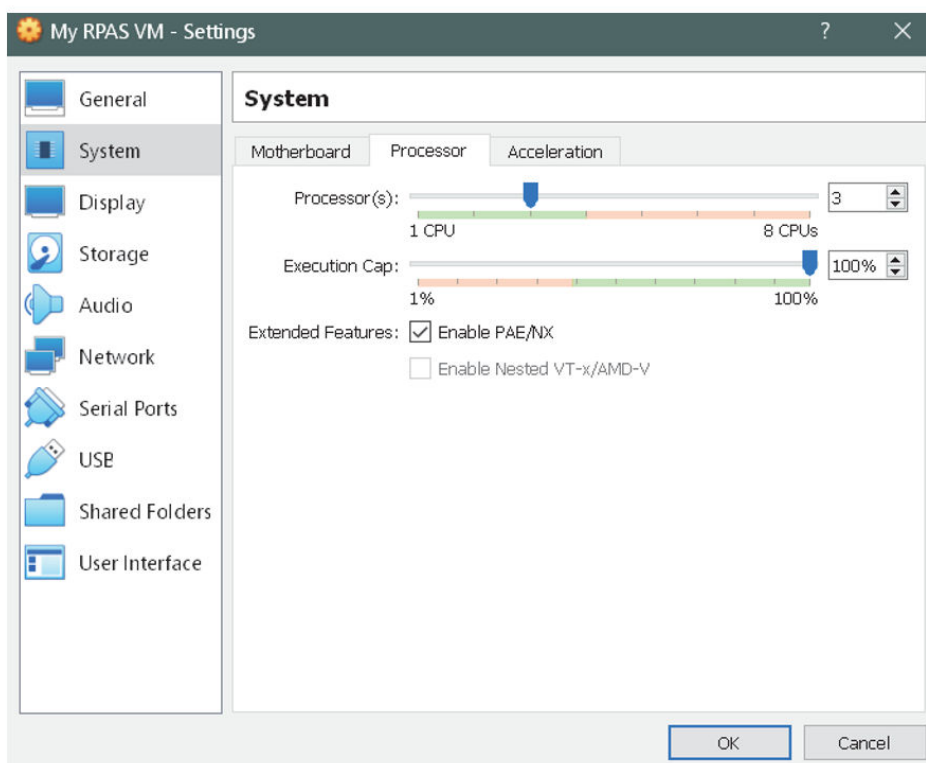 My RPAS VM - Settings ? ×
General
System
Display
Storage
Audio
Network
Serial Ports
USB
Shared Folders
User Interface
System
Motherboard Processor Acceleration
Processor(s): 3
1 CPU 8 CPUs
Execution Cap: 100%
1% 100%
Extended Features: Enable PAE/NX
Enable Nested VT-x/AMD-V
OK Cancel